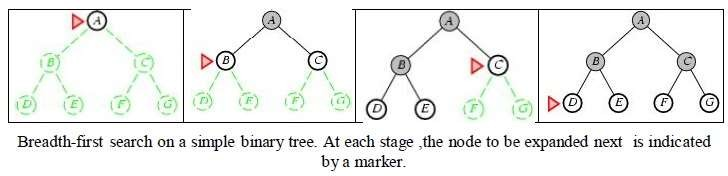 A
B C
D E F G
A
B C
D E F G
A
B C
D E F G
A
B C
D E F G
Breadth-first search on a simple binary tree. At each stage ,the node to be expanded next is indicated
by a marker.